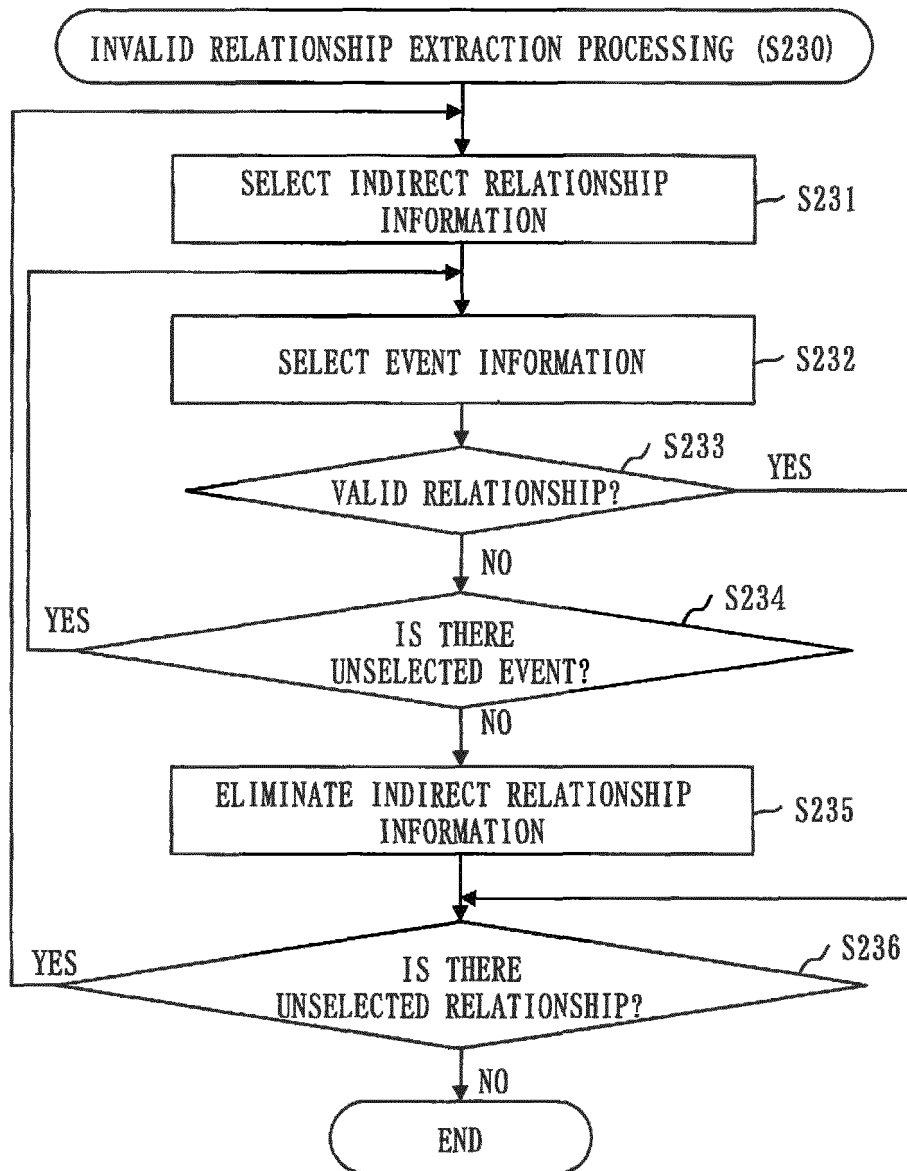 INVALID RELATIONSHIP EXTRACTION PROCESSING (S230)
SELECT INDIRECT RELATIONSHIP
INFORMATION
S231
SELECT EVENT INFORMATION
S232
S233
VALID RELATIONSHIP?
YES
NO
S234
YES
IS THERE
UNSELECTED EVENT?
NO
ELIMINATE INDIRECT RELATIONSHIP
INFORMATION
S235
S236
YES
IS THERE
UNSELECTED RELATIONSHIP?
NO
END